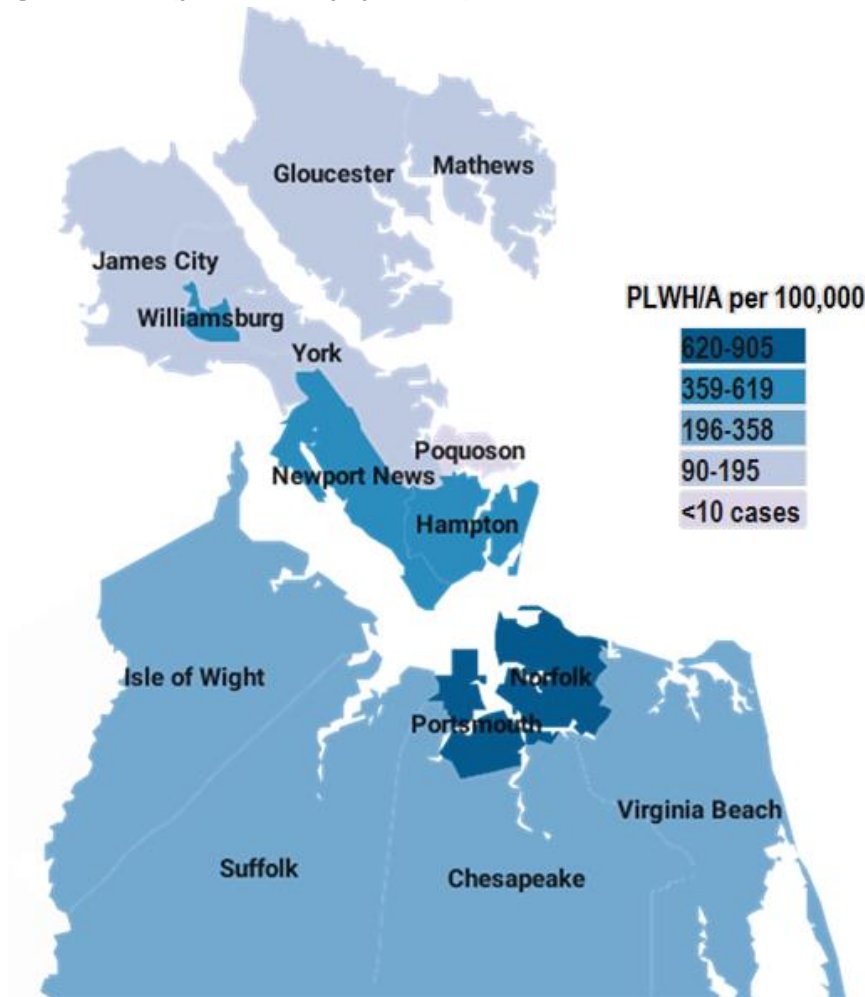 Gloucester
Mathews
James City
Williamsburg
York
Poquoson
Newport News
Hampton
Isle of Wight
Norfolk
Portsmouth
Virginia Beach
Suffolk
Chesapeake
PLWH/A per 100,000
620-905
359-619
196-358
90-195
<10 cases